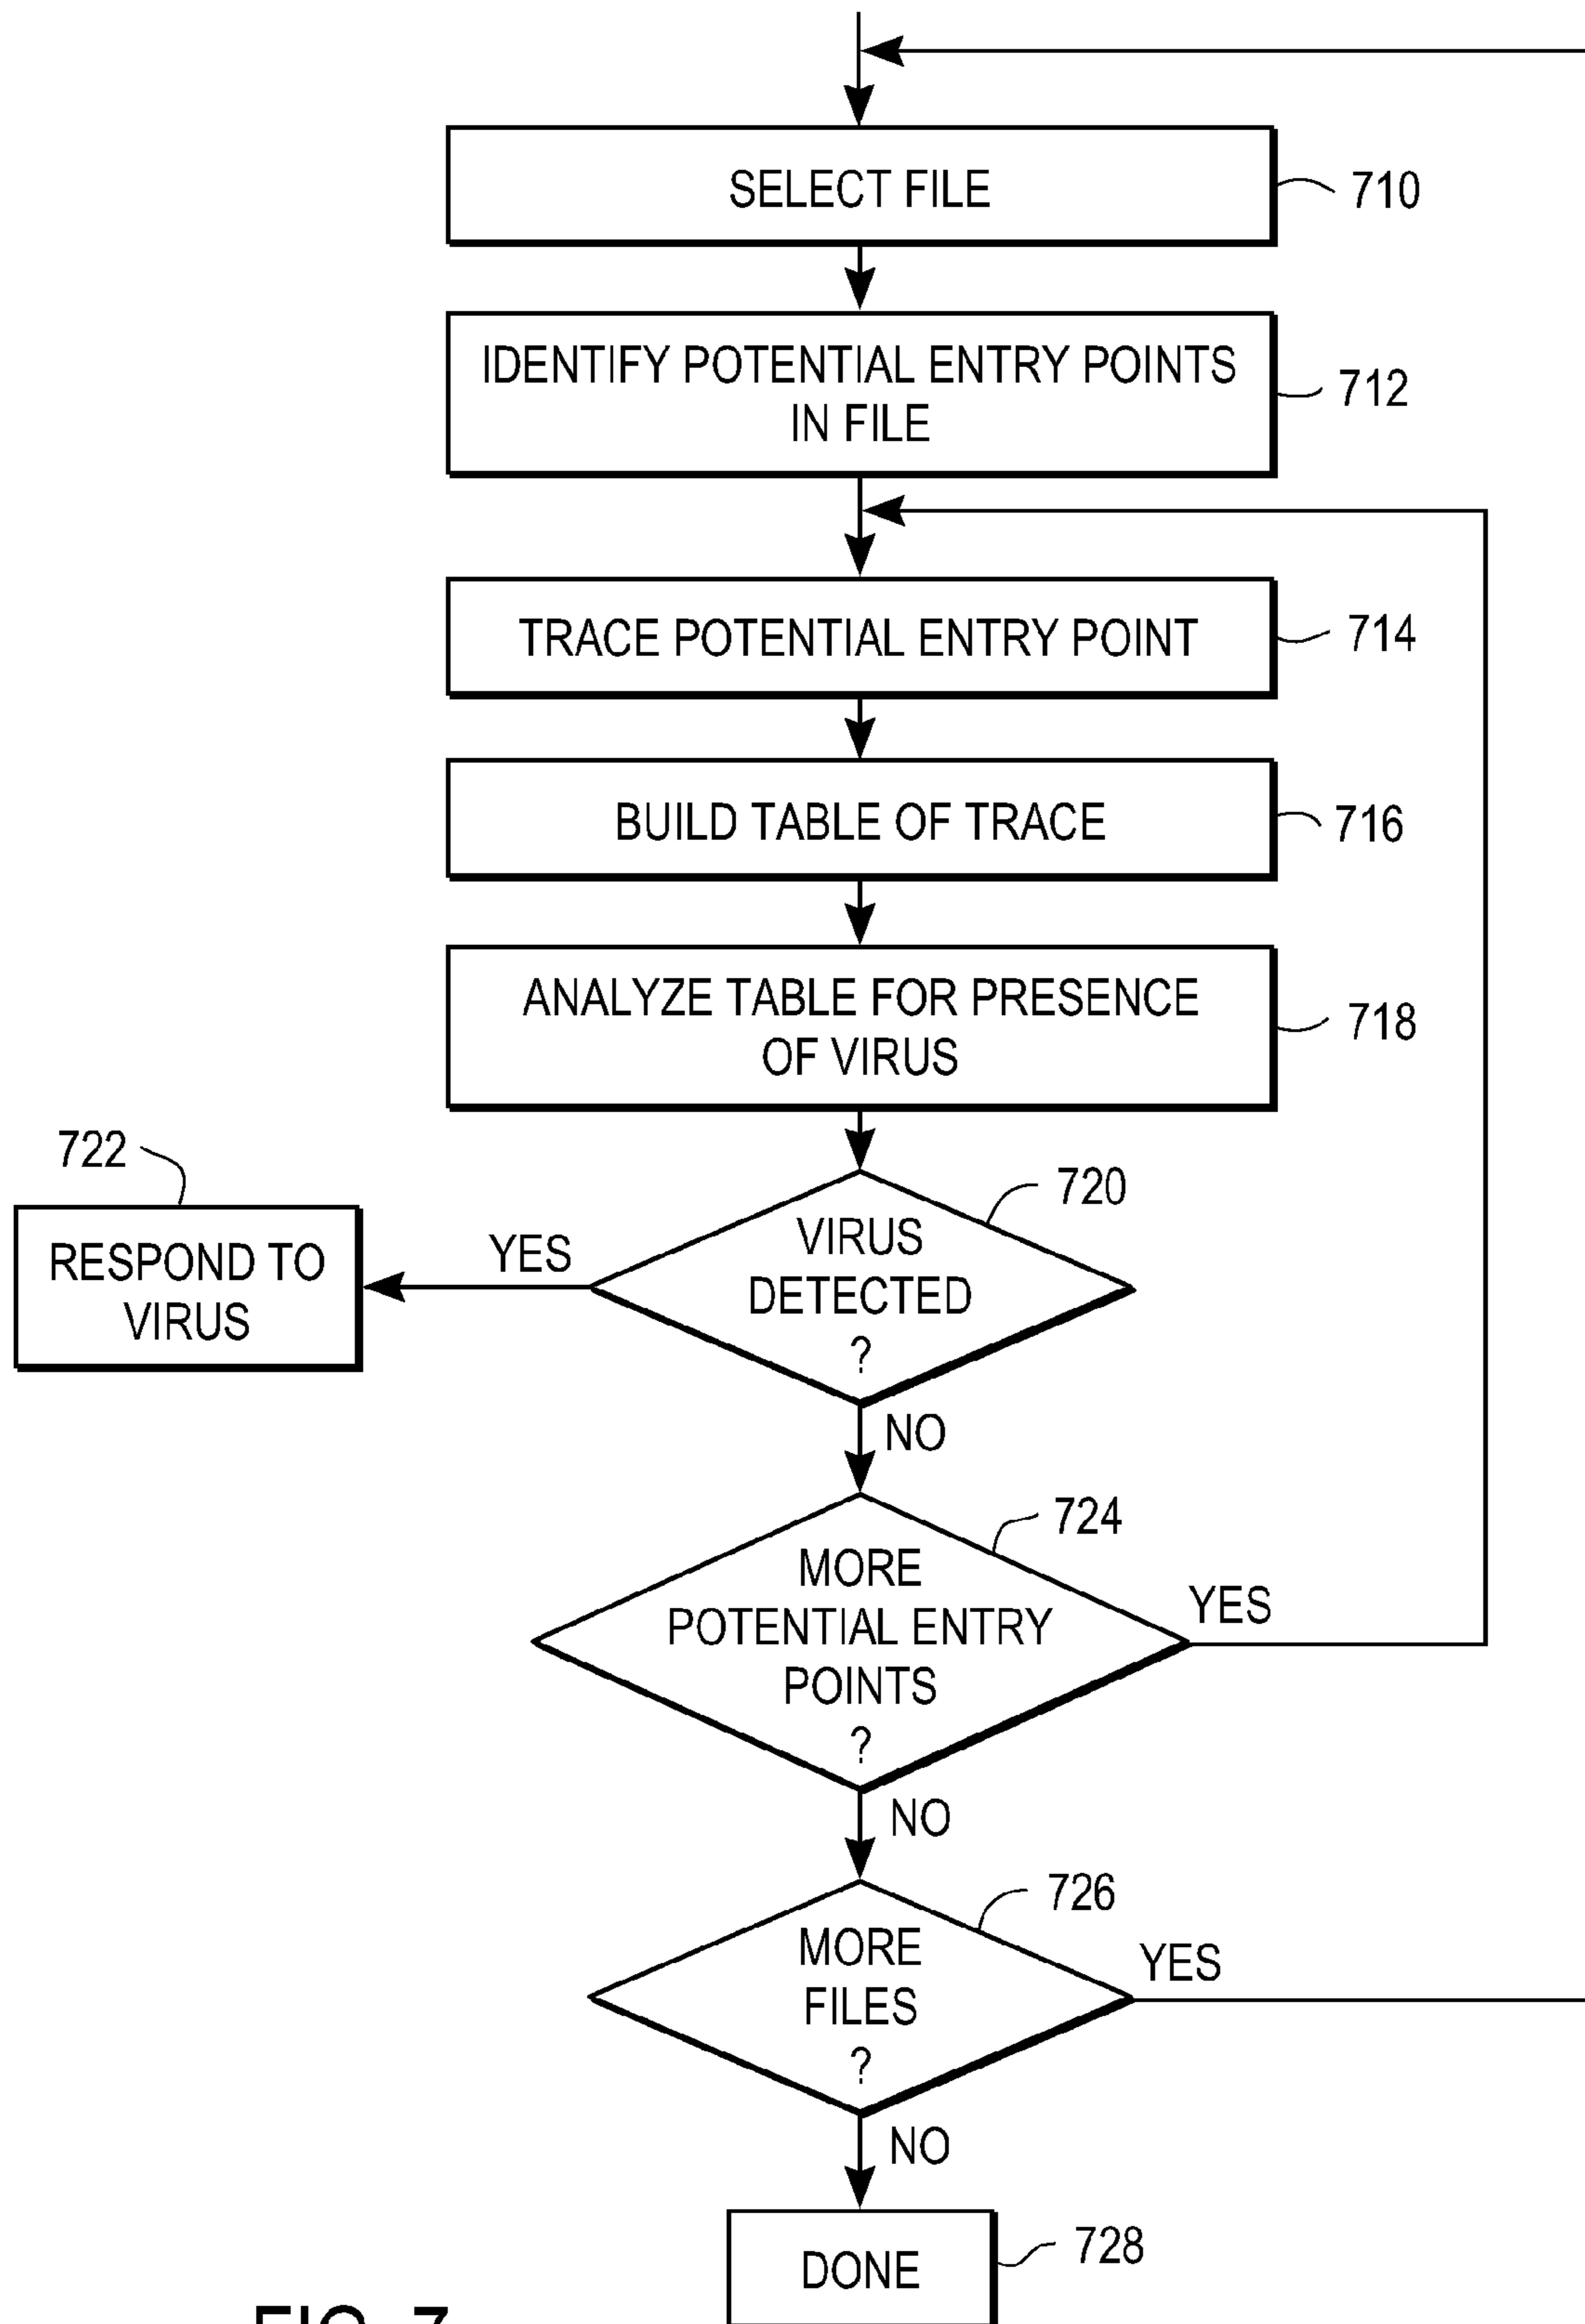 SELECT FILE
710
IDENTIFY POTENTIAL ENTRY POINTS
IN FILE
712
TRACE POTENTIAL ENTRY POINT
714
BUILD TABLE OF TRACE
716
ANALYZE TABLE FOR PRESENCE
OF VIRUS
718
722
RESPOND TO
VIRUS
YES
720
VIRUS
DETECTED
?
NO
724
MORE
POTENTIAL ENTRY
POINTS
?
YES
NO
726
MORE
FILES
?
YES
NO
DONE
728
FIG. 7